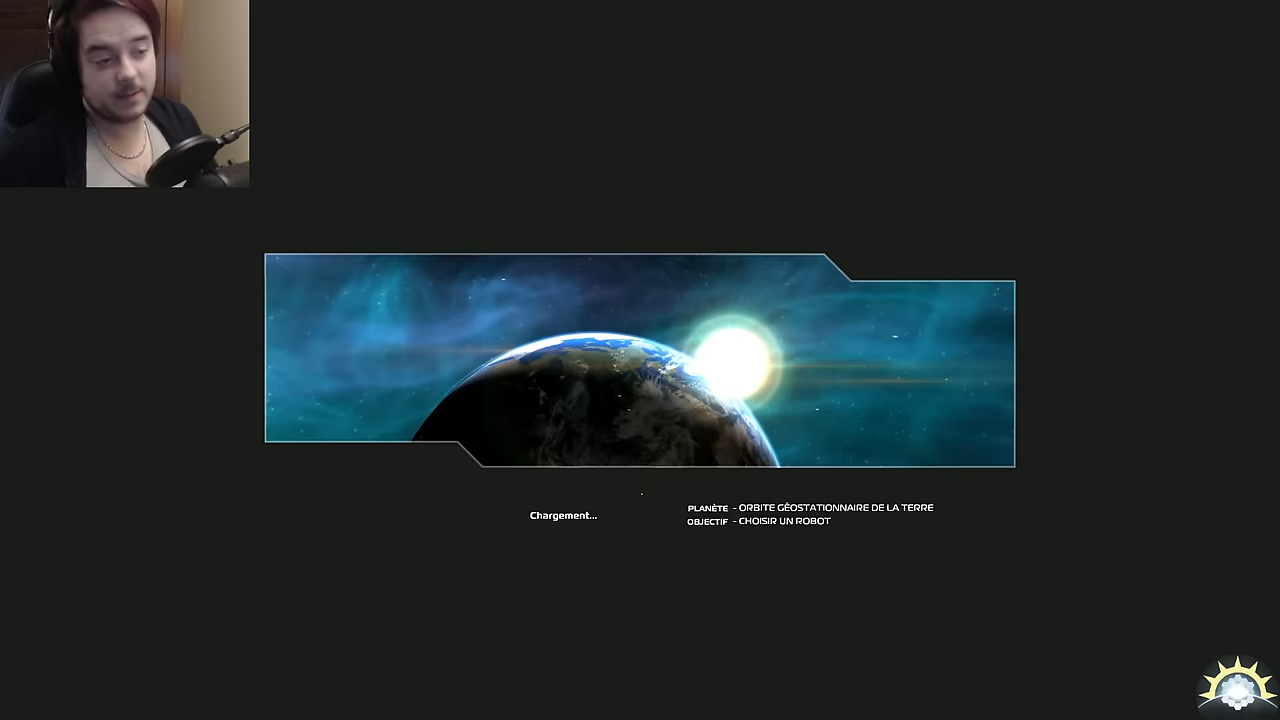 Chargement...
PLANÈTE - ORBITE GÉOSTATIONNAIRE DE LA TERRE
OBJECTIF - CHOISIR UN ROBOT